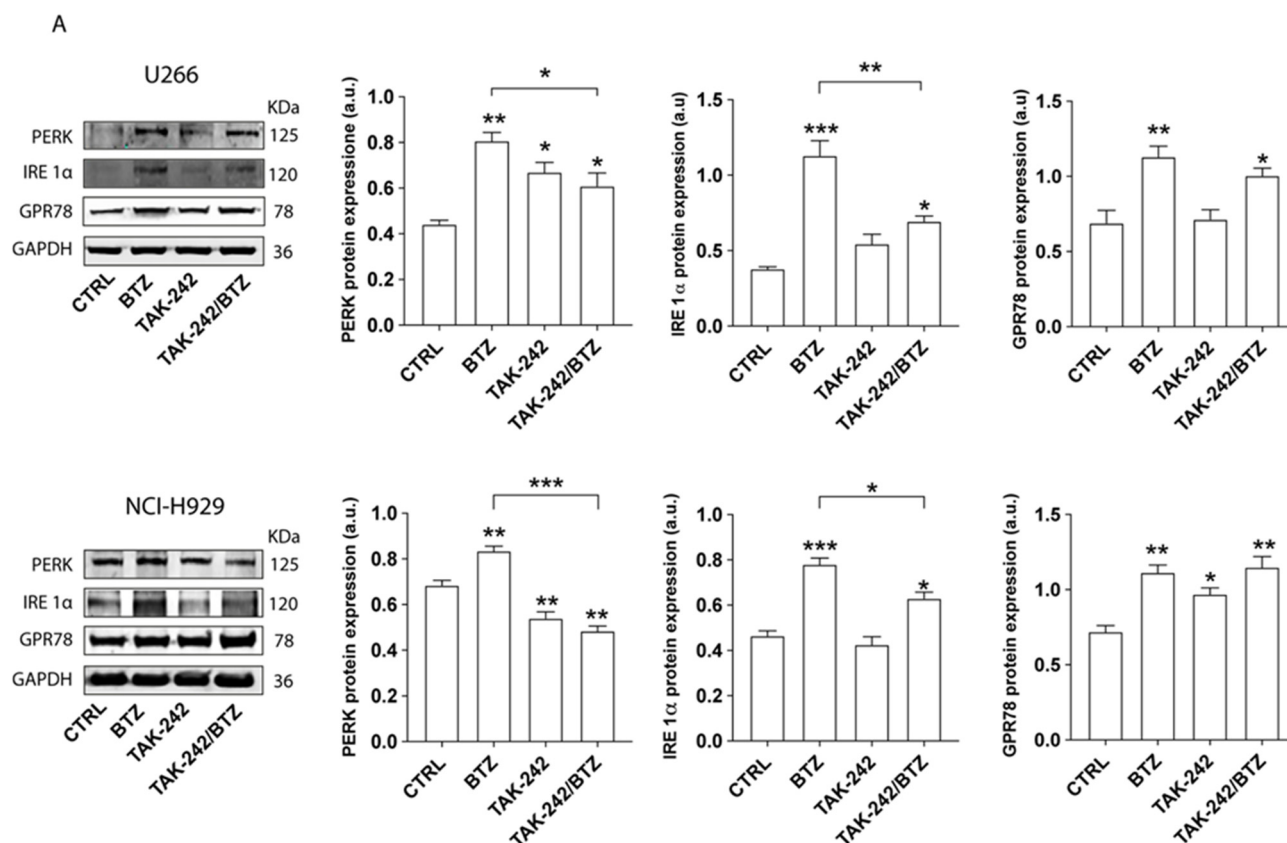 A
U266
KDa
PERK
125
IRE 1α
120
GPR78
78
GAPDH
36
CTRL
BTZ
TAK-242
TAK-242/BTZ
PERK protein expressione (a.u.)
1.0
0.8
0.6
0.4
0.2
0.0
*
**
*
*
CTRL
BTZ
TAK-242
TAK-242/BTZ
IRE 1α protein expression (a.u)
1.5
1.0
0.5
0.0
**
***
*
CTRL
BTZ
TAK-242
TAK-242/BTZ
GPR78 protein expression (a.u.)
1.5
1.0
0.5
0.0
**
*
CTRL
BTZ
TAK-242
TAK-242/BTZ
NCI-H929
KDa
PERK
125
IRE 1α
120
GPR78
78
GAPDH
36
CTRL
BTZ
TAK-242
TAK-242/BTZ
PERK protein expression (a.u.)
1.0
0.8
0.6
0.4
0.2
0.0
***
**
**
**
CTRL
BTZ
TAK-242
TAK-242/BTZ
IRE 1α protein expression (a.u.)
1.0
0.8
0.6
0.4
0.2
0.0
*
***
*
CTRL
BTZ
TAK-242
TAK-242/BTZ
GPR78 protein expression (a.u.)
1.5
1.0
0.5
0.0
**
*
**
CTRL
BTZ
TAK-242
TAK-242/BTZ